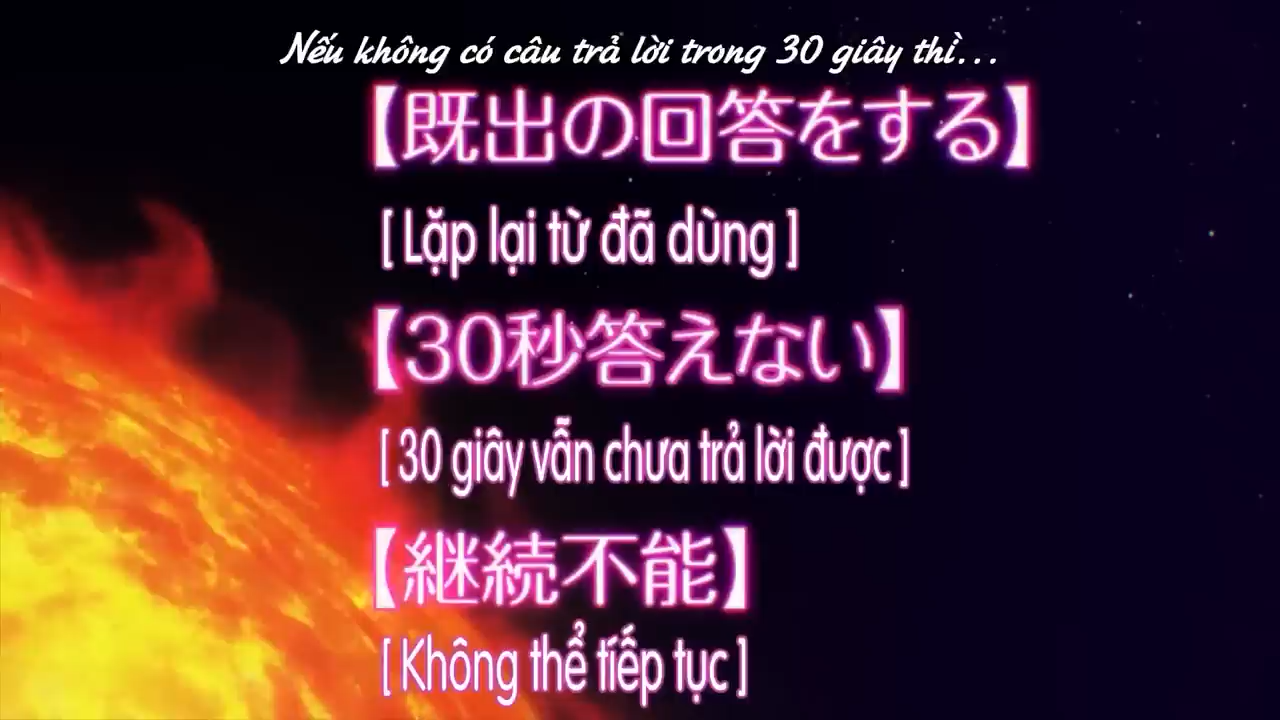 Nếu không có câu trả lời trong 30 giây thì...
【既出の回答をする】
[ Lặp lại từ đã dùng ]
【30秒答えない】
[ 30 giây vẫn chưa trả lời được ]
【継続不能】
[ Không thể tiếp tục ]